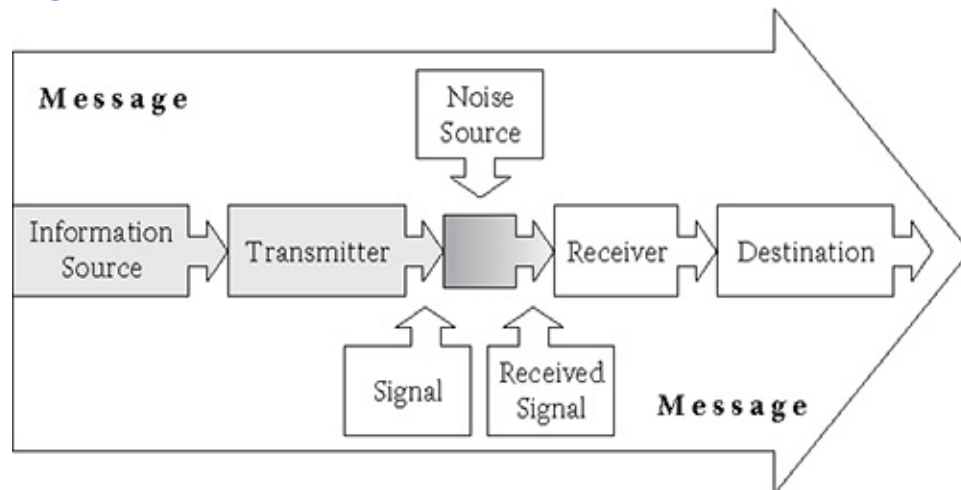 Message
Noise
Source
Information
Source
Transmitter
Receiver
Destination
Signal
Received
Signal
Message